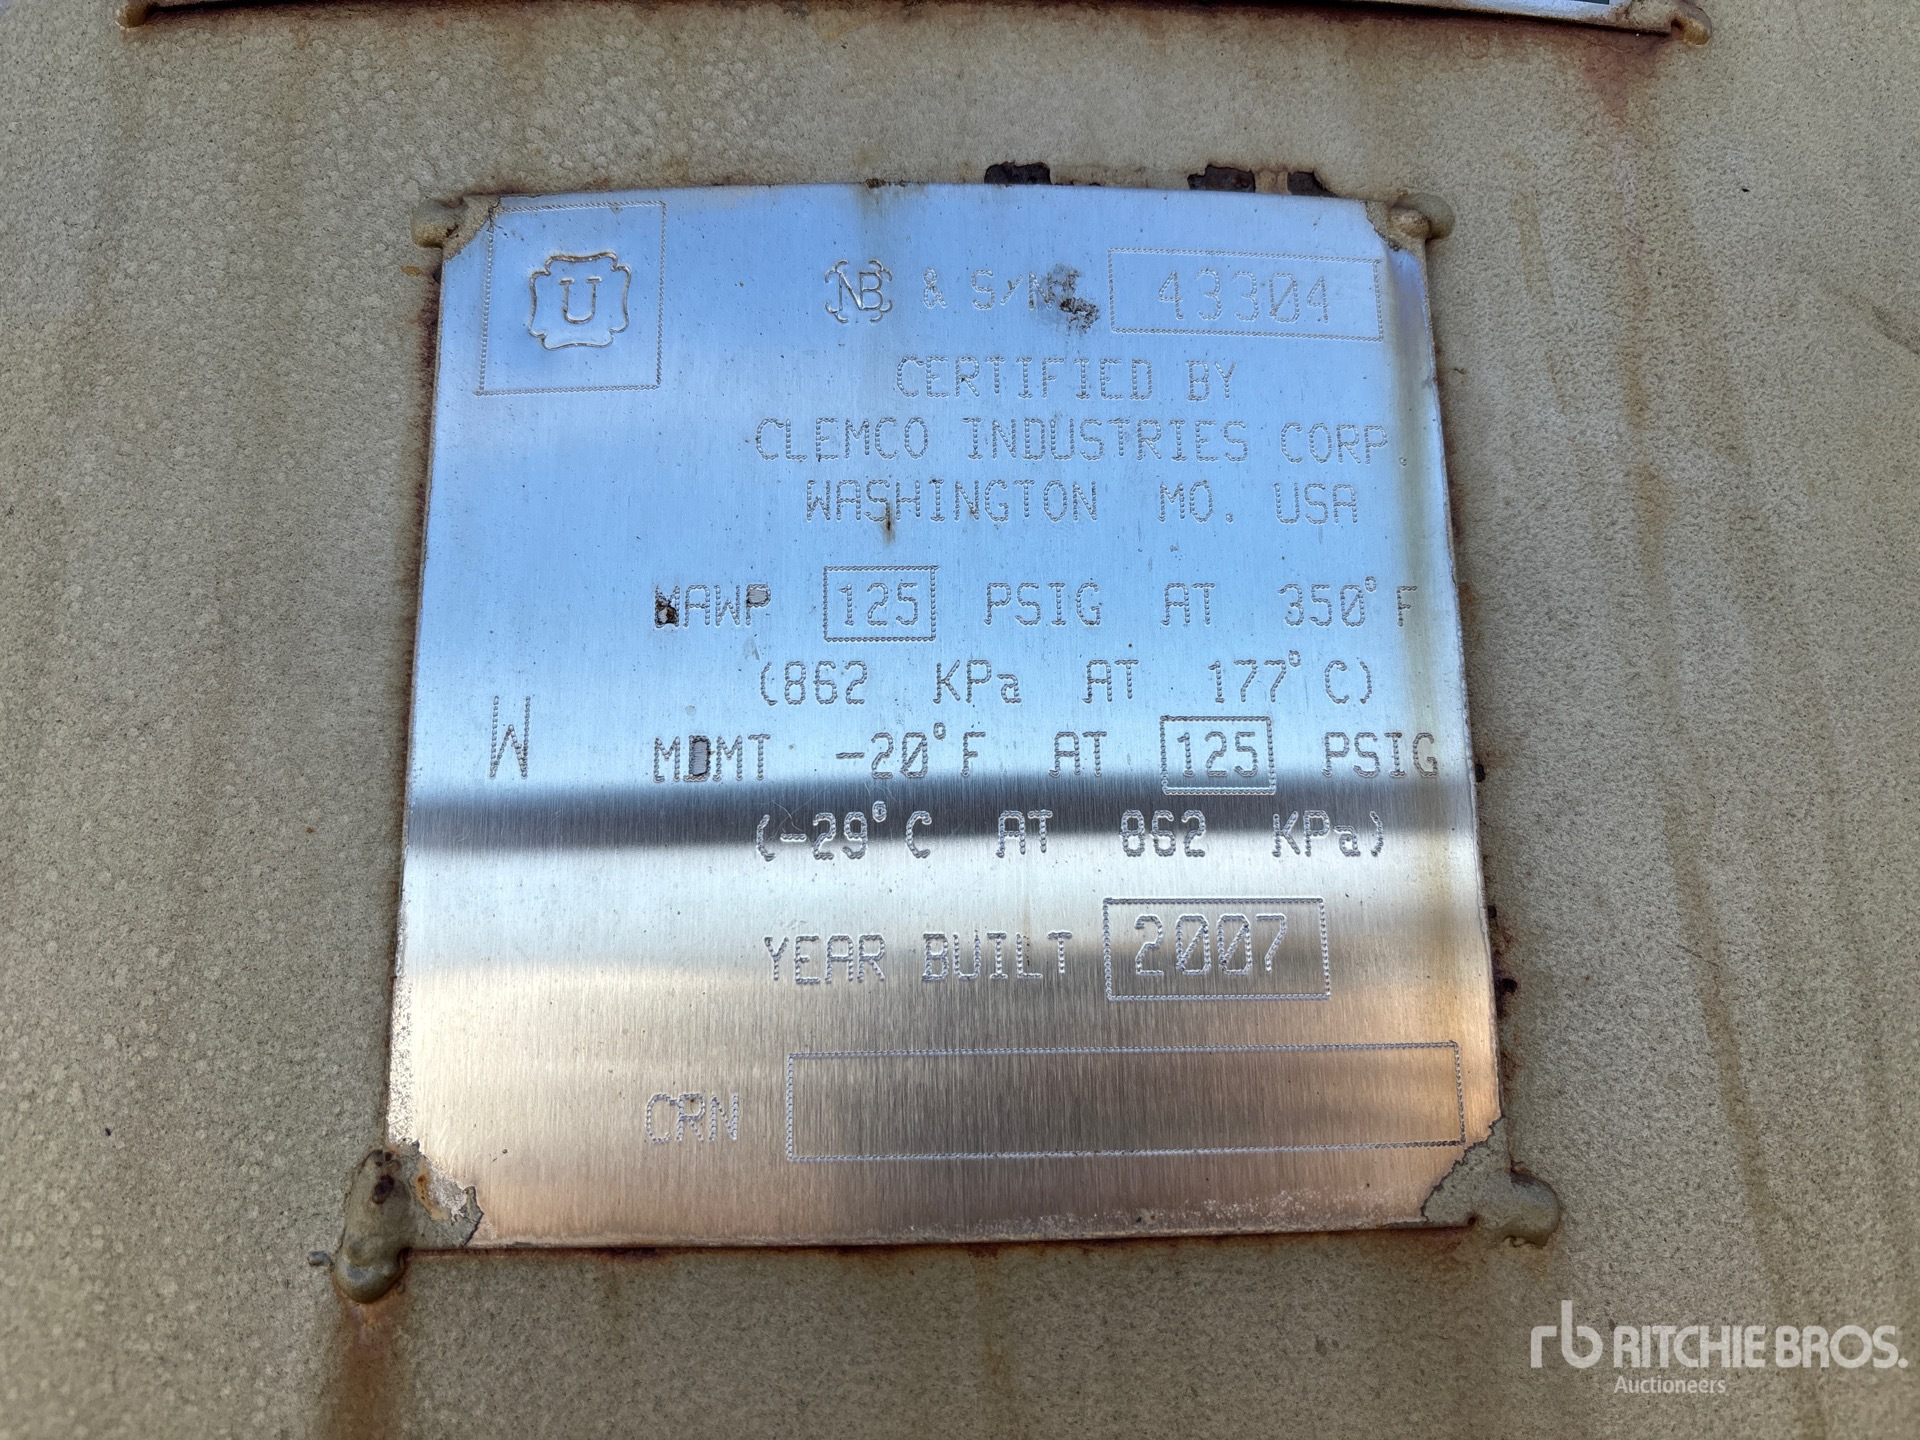 U
NB & S/N 43304
CERTIFIED BY
CLEMCO INDUSTRIES CORP.
WASHINGTON MO. USA
MAWP 125 PSIG AT 350°F
(862 KPa AT 177°C)
W
MDMT -20°F AT 125 PSIG
(-29°C AT 862 KPa)
YEAR BUILT 2007
CRN
rb RITCHIE BROS.
Auctioneers